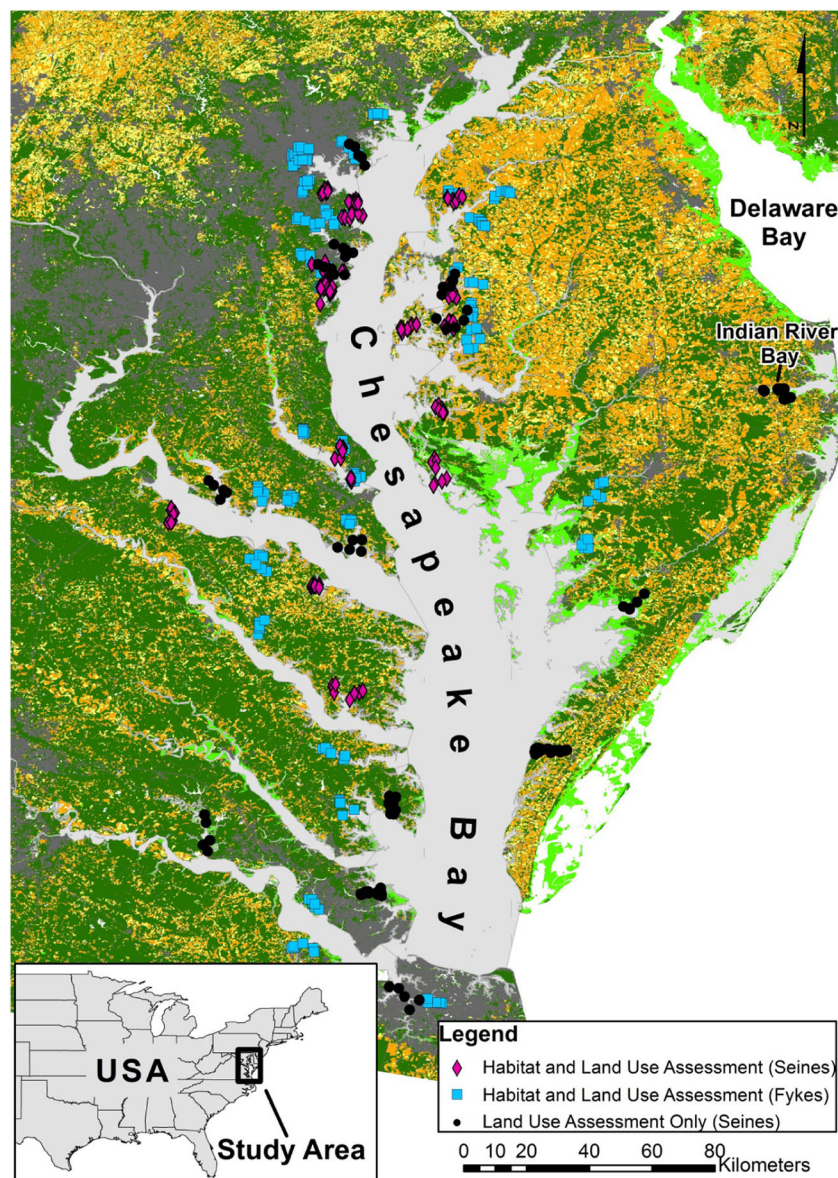 N
Delaware
Bay
Indian River
Bay
Chesapeake Bay
USA
Study Area
Legend
Habitat and Land Use Assessment (Seines)
Habitat and Land Use Assessment (Fykes)
Land Use Assessment Only (Seines)
0 10 20 40 60 80
Kilometers